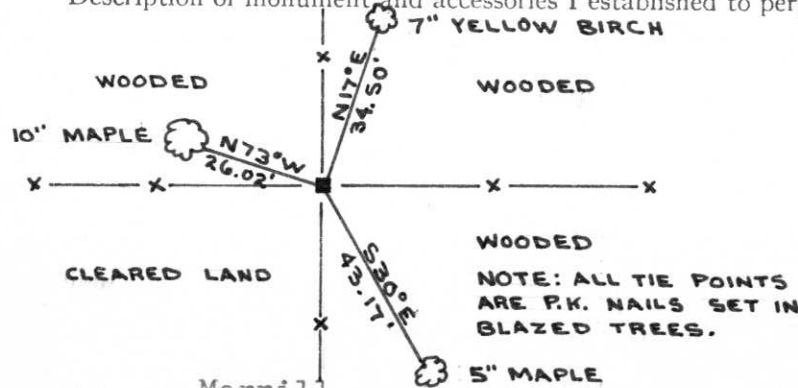 Description of monument and accessories I established to per
7" YELLOW BIRCH
WOODED
N17°E
34.50'
WOODED
10" MAPLE
N73°W
26.02'
WOODED
CLEARED LAND
S30°E
43.17'
NOTE: ALL TIE POINTS
ARE P.K. NAILS SET IN
BLAZED TREES.
5" MAPLE
Merrill